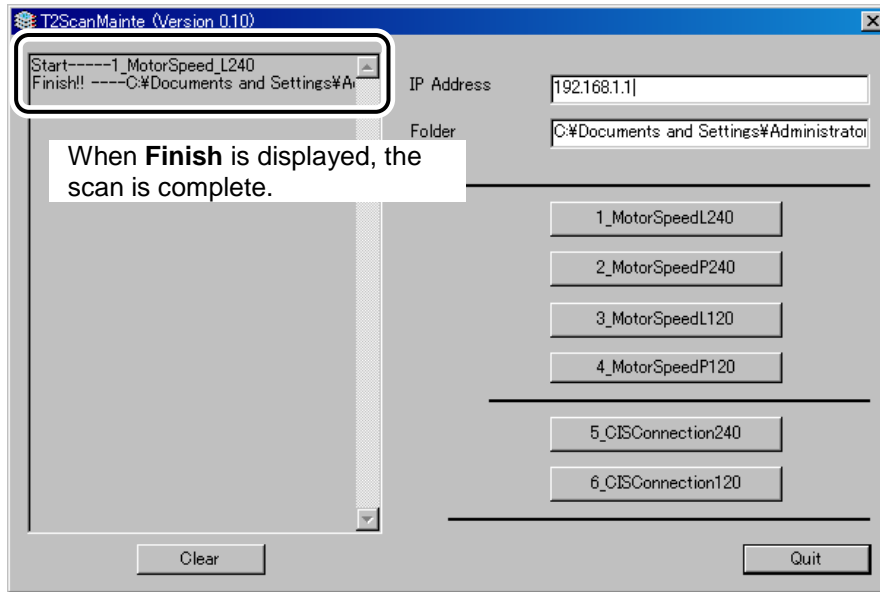 T2ScanMainte (Version 0.10)
Start-----1_MotorSpeed_L240
Finish!! ----C:¥Documents and Settings¥A
IP Address
192.168.1.1
Folder
C:¥Documents and Settings¥Administrator
When Finish is displayed, the
scan is complete.
1_MotorSpeedL240
2_MotorSpeedP240
3_MotorSpeedL120
4_MotorSpeedP120
5_CISConnection240
6_CISConnection120
Clear
Quit